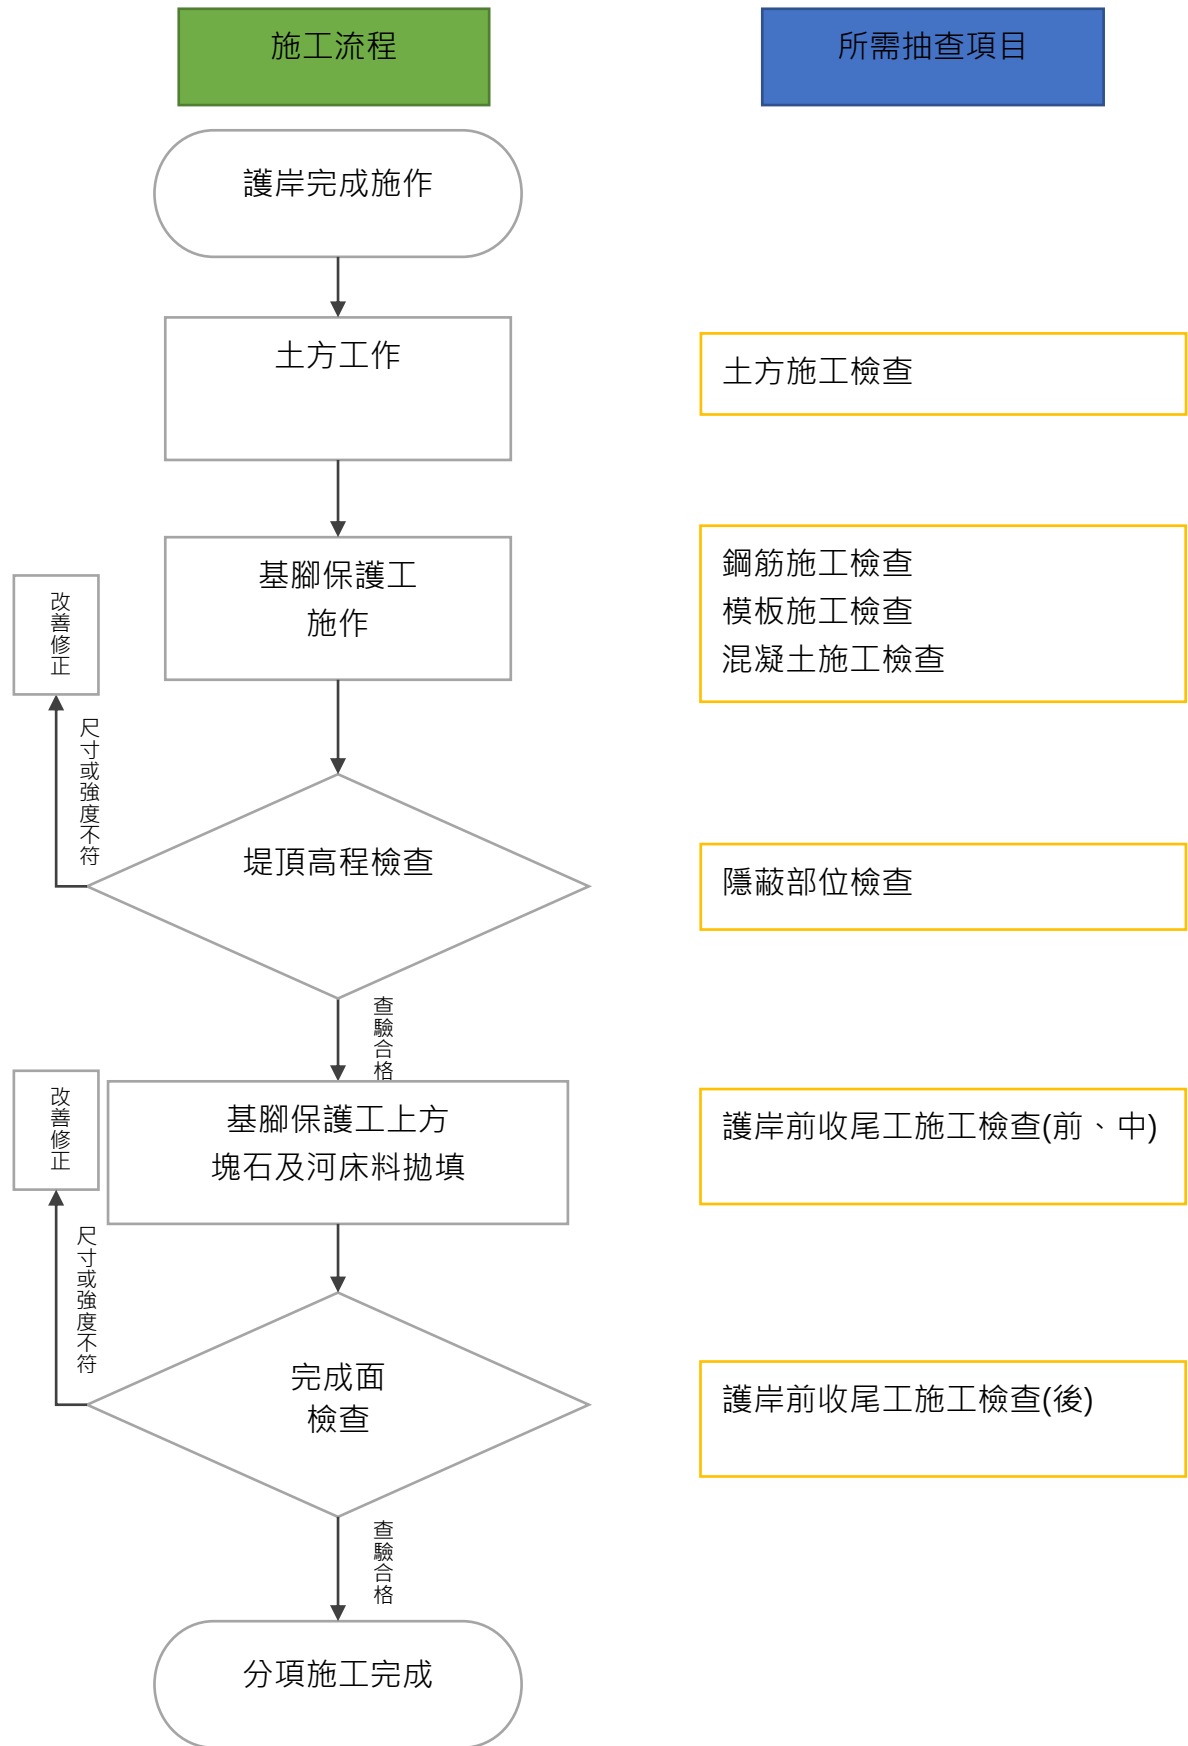 施工流程
所需抽查項目
護岸完成施作
土方工作
土方施工檢查
基腳保護工
施作
鋼筋施工檢查
模板施工檢查
混凝土施工檢查
改善修正
尺寸或強度不符
堤頂高程檢查
隱蔽部位檢查
查驗合格
改善修正
基腳保護工上方
塊石及河床料拋填
護岸前收尾工施工檢查(前、中)
尺寸或強度不符
完成面
檢查
護岸前收尾工施工檢查(後)
查驗合格
分項施工完成